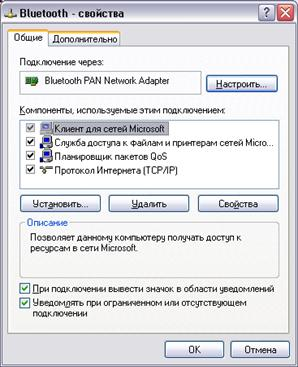 Bluetooth - свойства
Общие Дополнительно
Подключение через:
Bluetooth PAN Network Adapter
Настроить...
Компоненты, используемые этим подключением:
Клиент для сетей Microsoft
Служба доступа к файлам и принтерам сетей Micro...
Планировщик пакетов QoS
Протокол Интернета (TCP/IP)
Установить... Удалить Свойства
Описание
Позволяет данному компьютеру получать доступ к
ресурсам в сети Microsoft.
При подключении вывести значок в области уведомлений
Уведомлять при ограниченном или отсутствующем
подключении
OK Отмена